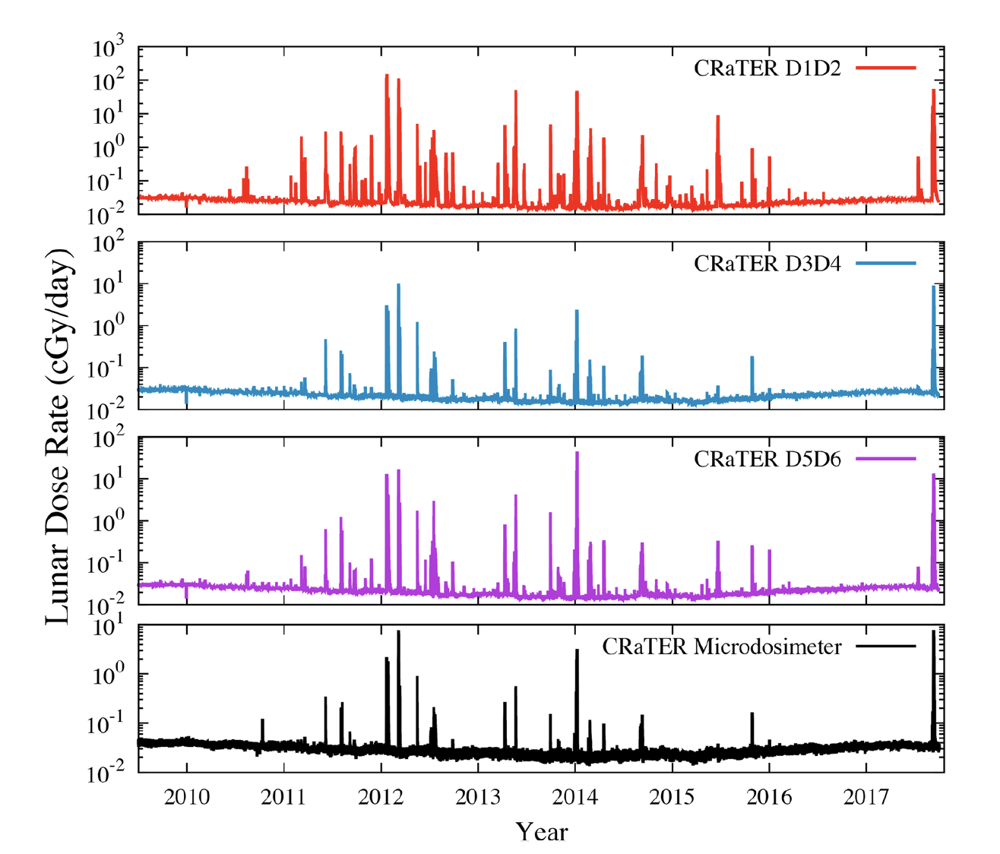 10^3
10^2
10^1
10^0
10^-1
10^-2
CRaTER D1D2
10^2
10^1
10^0
10^-1
10^-2
CRaTER D3D4
10^2
10^1
10^0
10^-1
10^-2
CRaTER D5D6
10^1
10^0
10^-1
10^-2
CRaTER Microdosimeter
Lunar Dose Rate (cGy/day)
2010 2011 2012 2013 2014 2015 2016 2017
Year